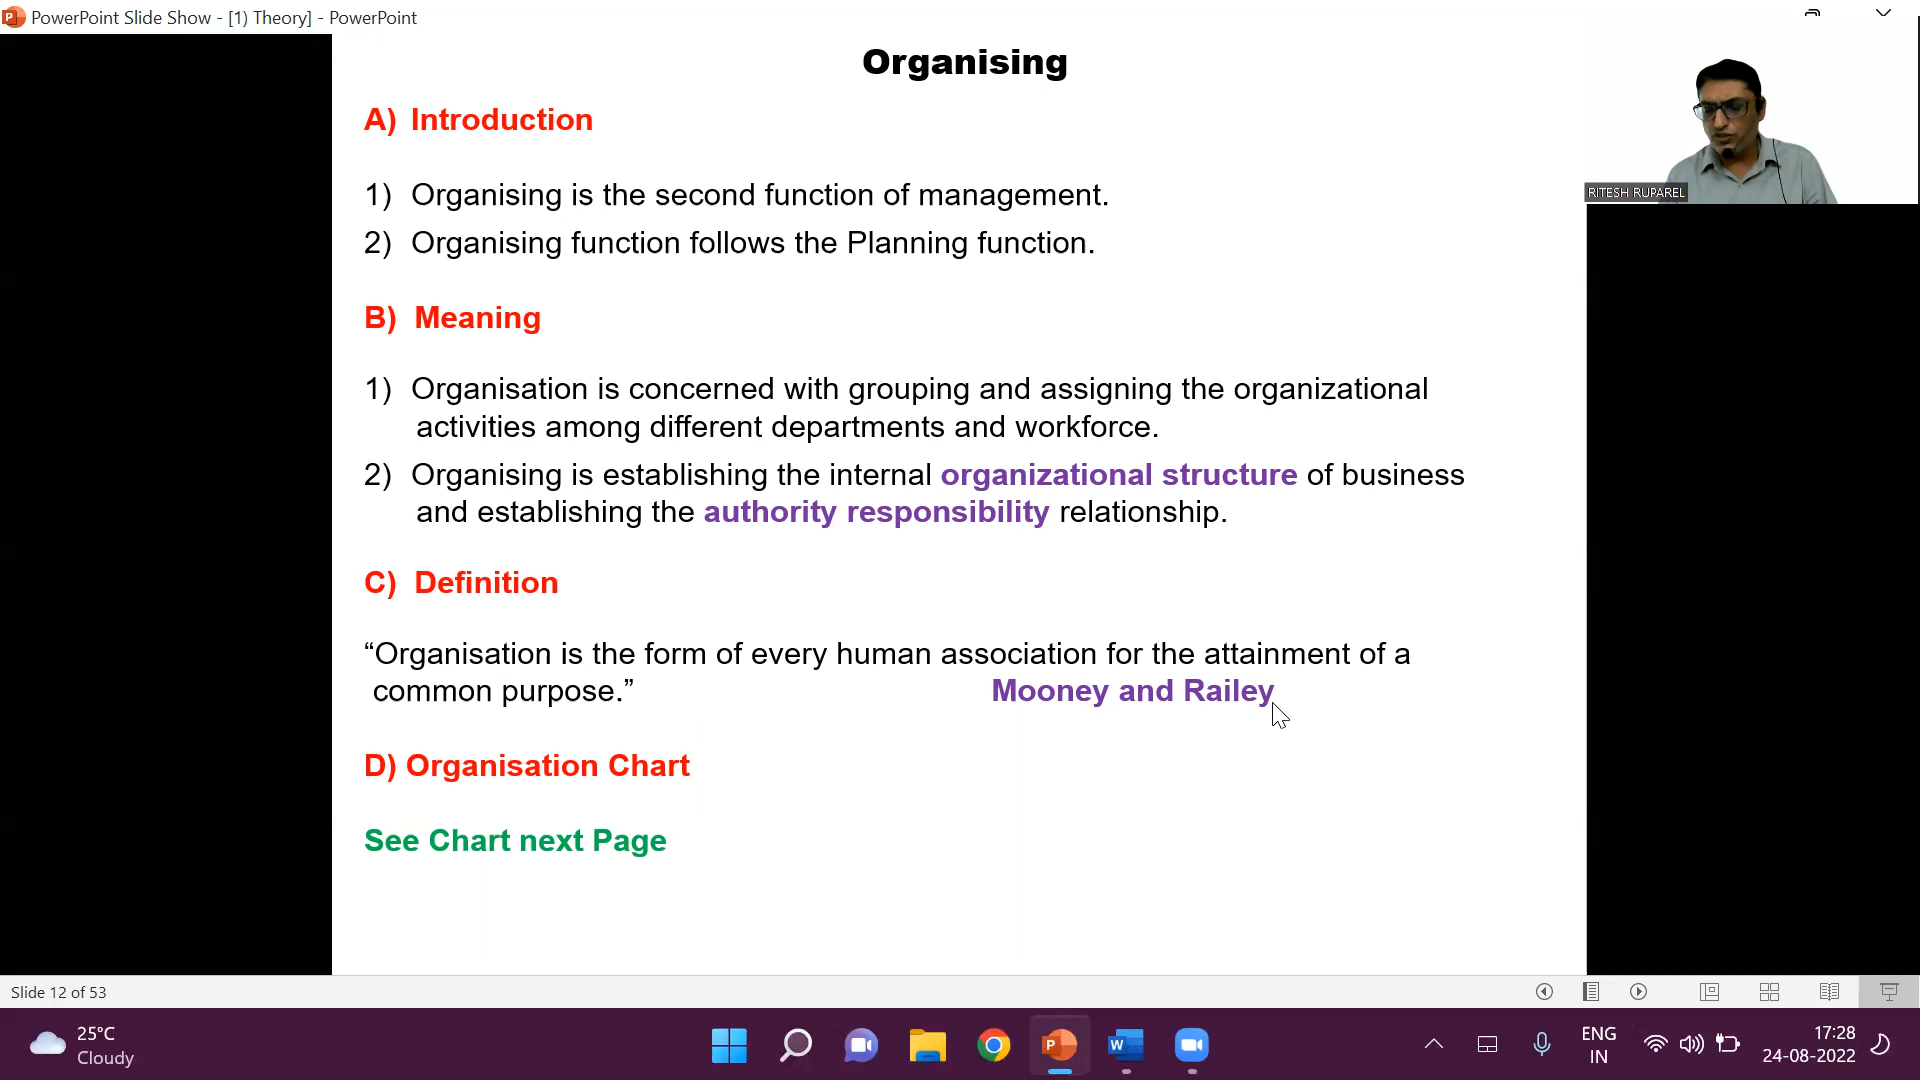 PowerPoint Slide Show - [1) Theory] - PowerPoint
Organising
A) Introduction
1) Organising is the second function of management.
2) Organising function follows the Planning function.
B) Meaning
1) Organisation is concerned with grouping and assigning the organizational
activities among different departments and workforce.
2) Organising is establishing the internal organizational structure of business
and establishing the authority responsibility relationship.
C) Definition
“Organisation is the form of every human association for the attainment of a
common purpose.” Mooney and Railey
D) Organisation Chart
See Chart next Page
RITESH RUPAREL
Slide 12 of 53
25°C
Cloudy
ENG
IN
17:28
24-08-2022